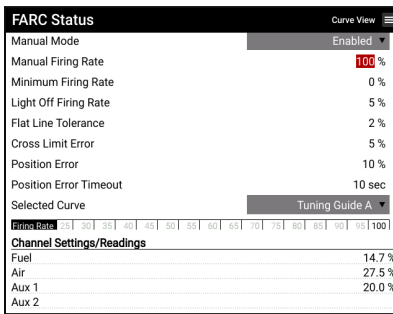 FARC Status Curve View
Manual Mode Enabled
Manual Firing Rate 100 %
Minimum Firing Rate 0 %
Light Off Firing Rate 5 %
Flat Line Tolerance 2 %
Cross Limit Error 5 %
Position Error 10 %
Position Error Timeout 10 sec
Selected Curve Tuning Guide A
Firing Rate 25 30 35 40 45 50 55 60 65 70 75 80 85 90 95 100
Channel Settings/Readings
Fuel 14.7 %
Air 27.5 %
Aux 1 20.0 %
Aux 2